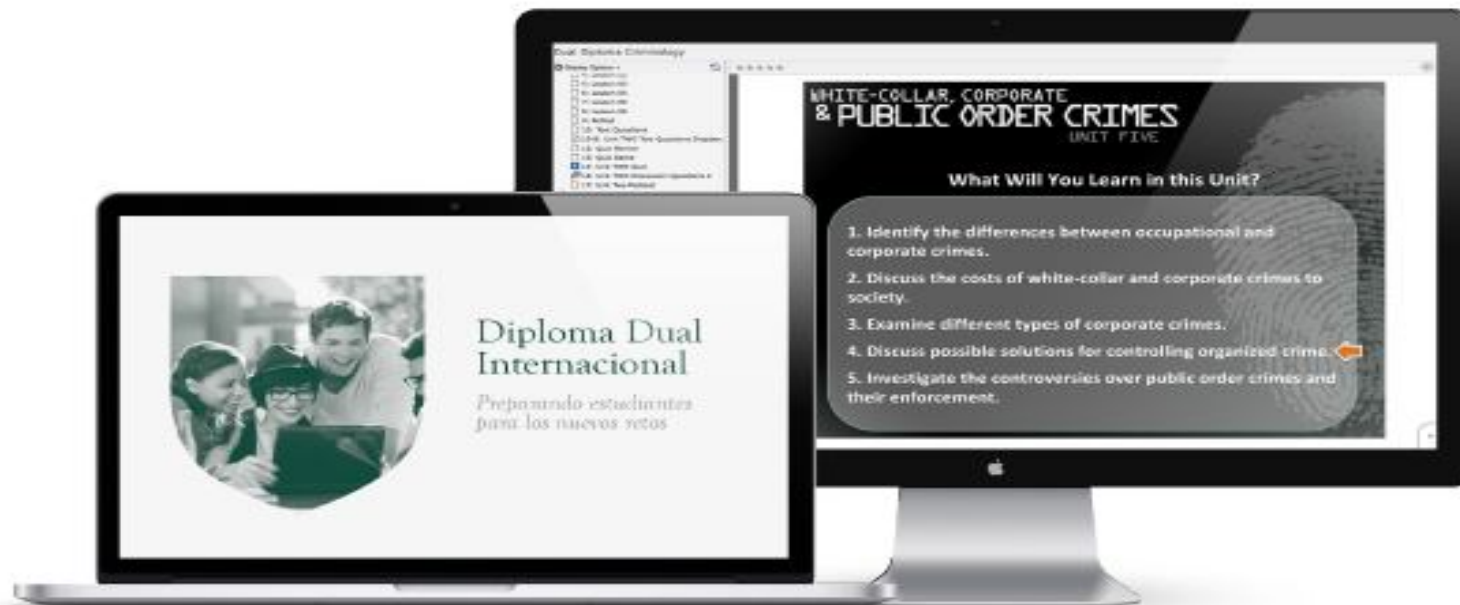 Diploma Dual
Internacional
Preparando estudiantes
para los nuevos retos
Dual Diploma Criminology
WHITE-COLLAR, CORPORATE
& PUBLIC ORDER CRIMES
UNIT FIVE
What Will You Learn in this Unit?
1. Identify the differences between occupational and
corporate crimes.
2. Discuss the costs of white-collar and corporate crimes to
society.
3. Examine different types of corporate crimes.
4. Discuss possible solutions for controlling organized crime.
5. Investigate the controversies over public order crimes and
their enforcement.